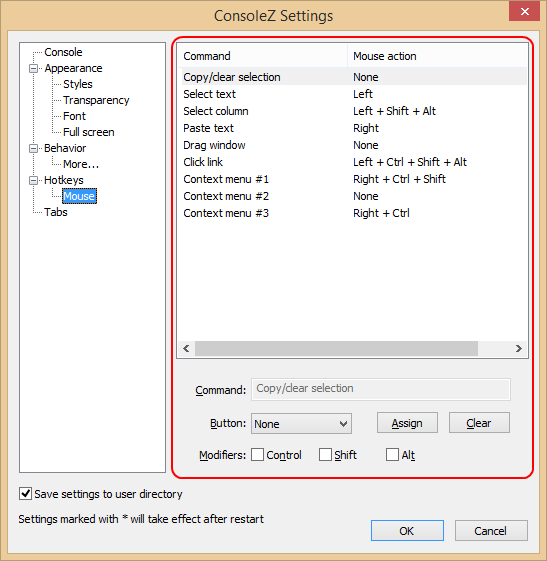 ConsoleZ Settings
Console
Appearance
Styles
Transparency
Font
Full screen
Behavior
More...
Hotkeys
Mouse
Tabs
Command Mouse action
Copy/clear selection None
Select text Left
Select column Left + Shift + Alt
Paste text Right
Drag window None
Click link Left + Ctrl + Shift + Alt
Context menu #1 Right + Ctrl + Shift
Context menu #2 None
Context menu #3 Right + Ctrl
Command: Copy/clear selection
Button: None Assign Clear
Modifiers: Control Shift Alt
Save settings to user directory
Settings marked with * will take effect after restart
OK Cancel